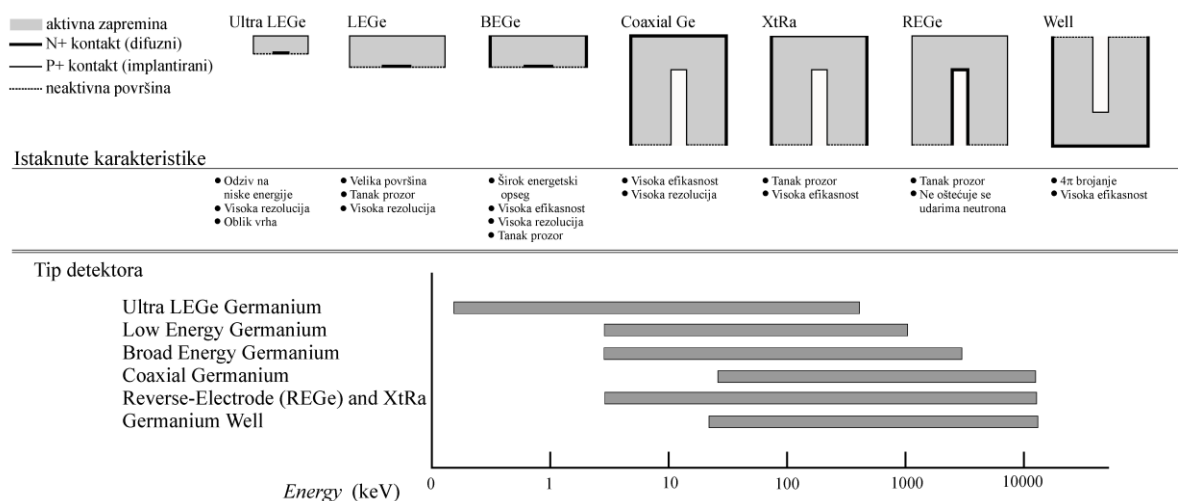 aktivna zapremina
N+ kontakt (difuzni)
P+ kontakt (implantirani)
neaktivna površina
Ultra LEGe
LEGe
BEGe
Coaxial Ge
XtRa
REGe
Well
Istaknute karakteristike
• Odziv na
niske energije
• Visoka rezolucija
• Oblik vrha
• Velika površina
• Tanak prozor
• Visoka rezolucija
• Širok energetski
opseg
• Visoka efikasnost
• Visoka rezolucija
• Tanak prozor
• Visoka efikasnost
• Visoka rezolucija
• Tanak prozor
• Visoka efikasnost
• Tanak prozor
• Ne oštećuje se
udarima neutrona
• 4π brojanje
• Visoka efikasnost
Tip detektora
Ultra LEGe Germanium
Low Energy Germanium
Broad Energy Germanium
Coaxial Germanium
Reverse-Electrode (REGe) and XtRa
Germanium Well
Energy (keV) 0 1 10 100 1000 10000